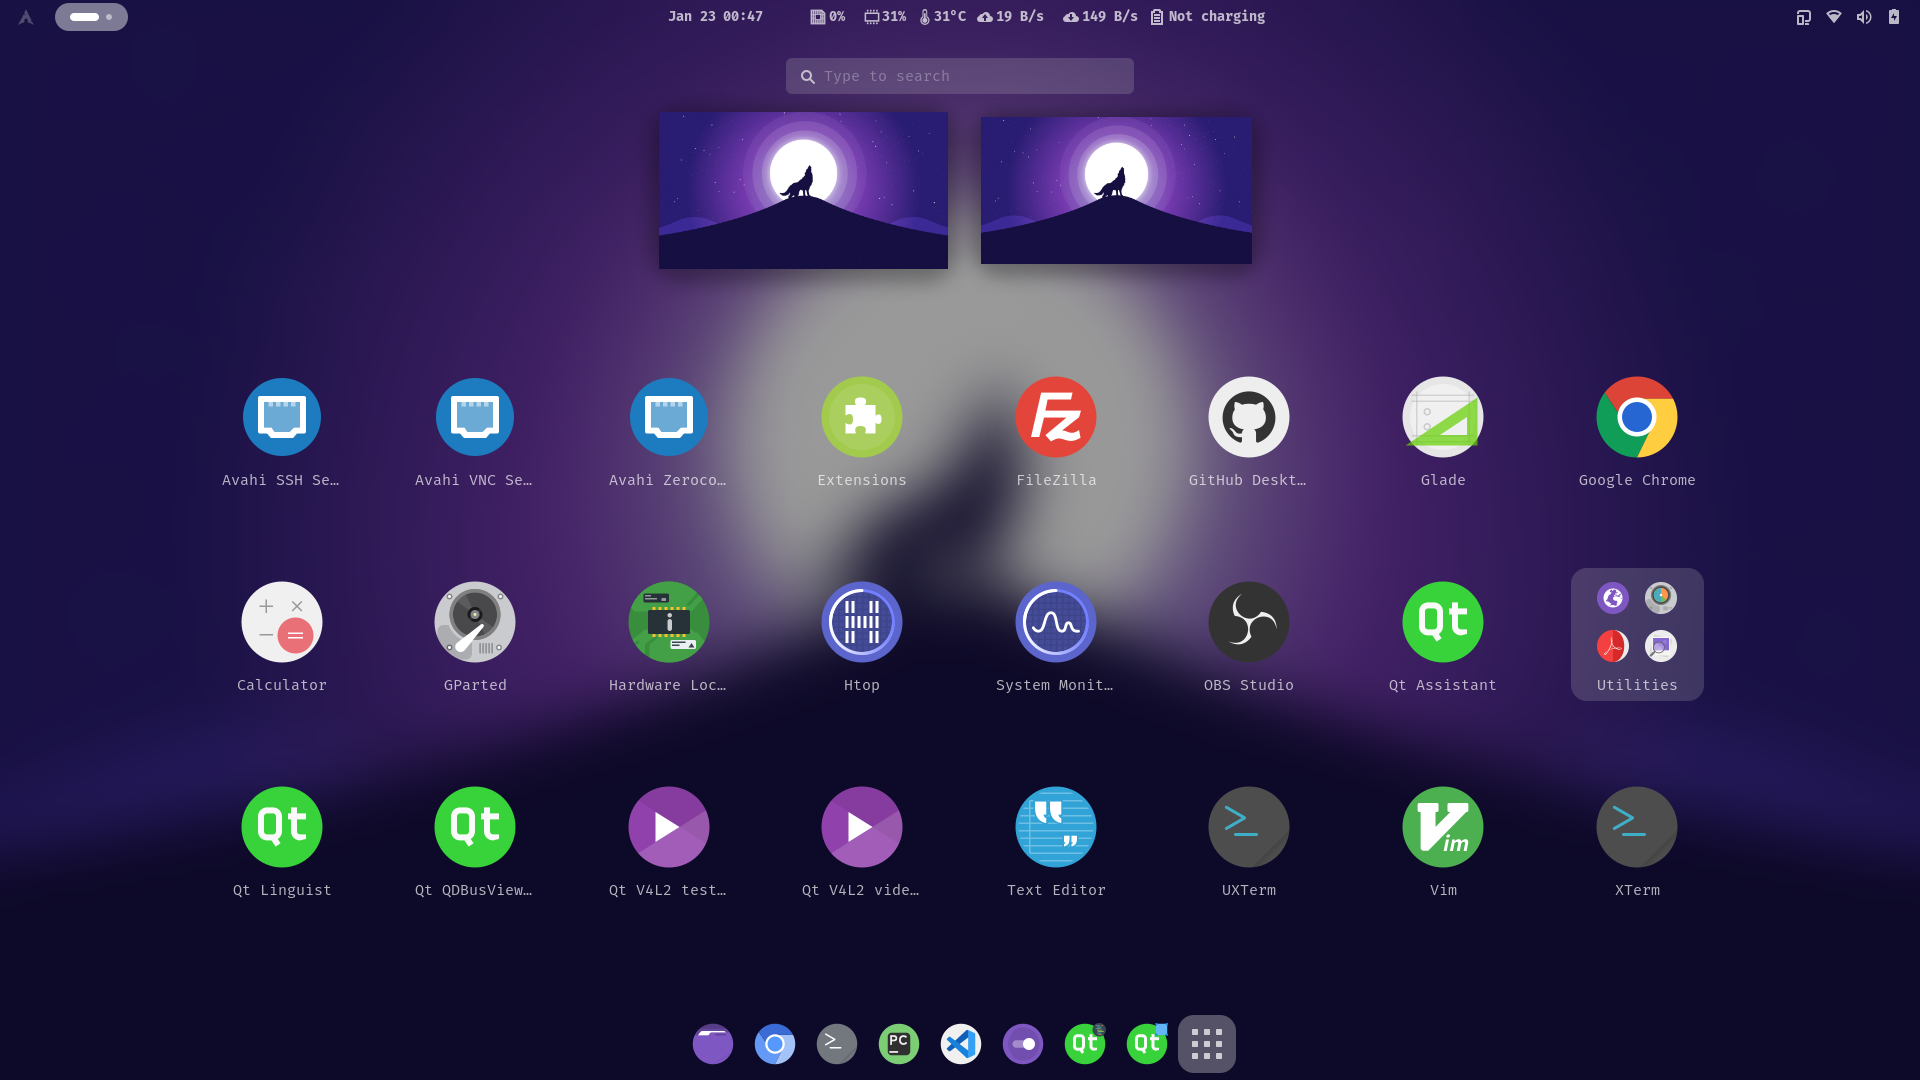 Jan 23 00:47 0% 31% 31°C 19 B/s 149 B/s Not charging
Type to search
Avahi SSH Se… Avahi VNC Se… Avahi Zeroco… Extensions FileZilla GitHub Deskt… Glade Google Chrome
Calculator GParted Hardware Loc… Htop System Monit… OBS Studio Qt Assistant Utilities
Qt Linguist Qt QDBusView… Qt V4L2 test… Qt V4L2 vide… Text Editor UXTerm Vim XTerm